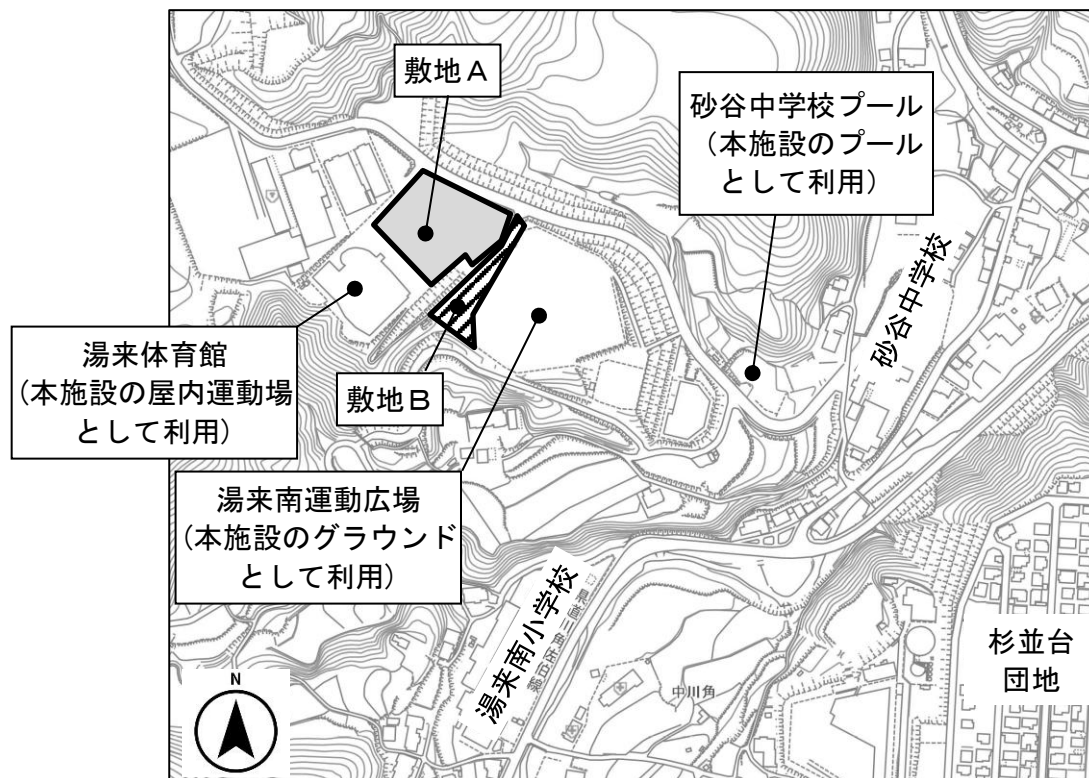 敷地A
砂谷中学校プール
（本施設のプール
として利用）
砂谷中学校
湯来体育館
（本施設の屋内運動場
として利用）
敷地B
湯来南運動広場
（本施設のグラウンド
として利用）
湯来南小学校
中川角
杉並台
団地
N